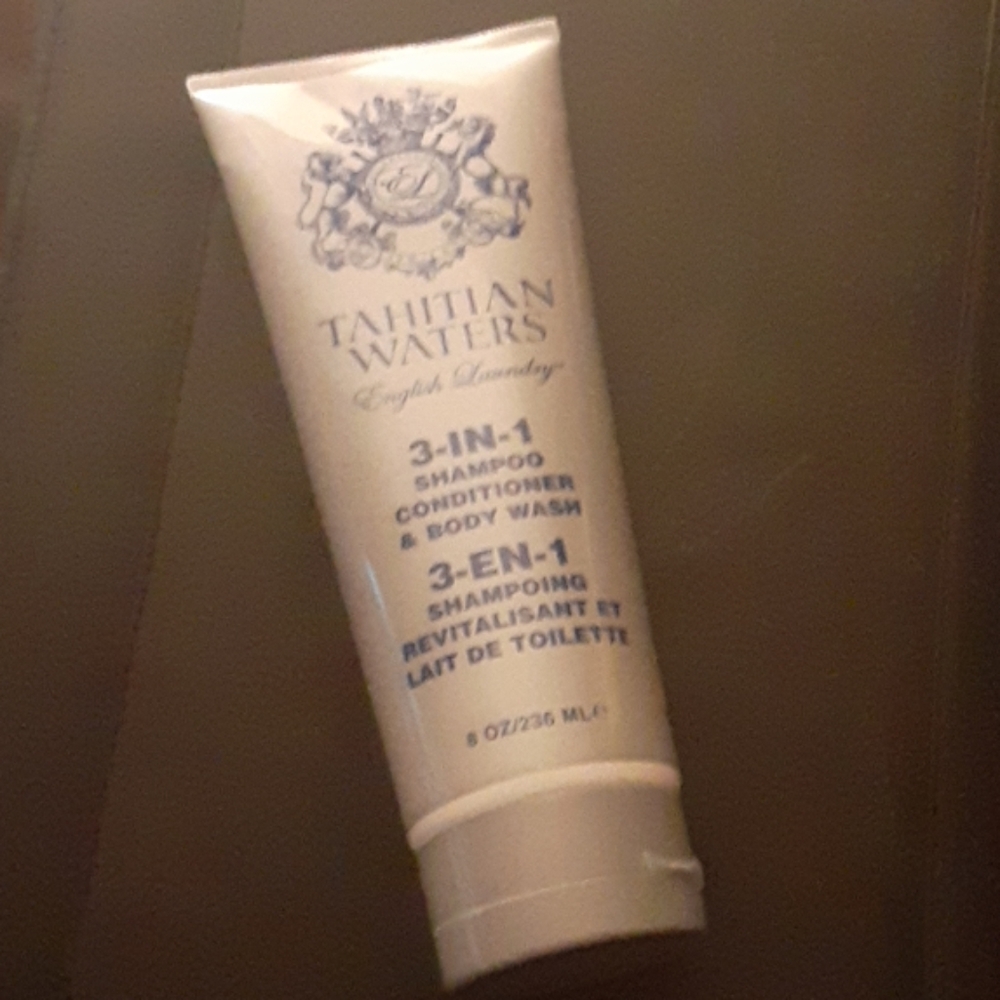 EL
TAHITIAN
WATERS
English Laundry
3-IN-1
SHAMPOO
CONDITIONER
& BODY WASH
3-EN-1
SHAMPOING
REVITALISANT ET
LAIT DE TOILETTE
8 OZ/236 ML℮